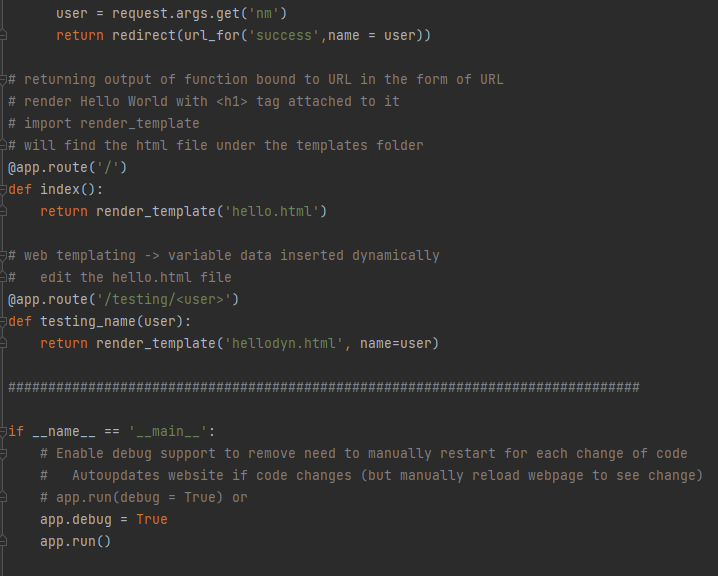 user = request.args.get('nm')
return redirect(url_for('success',name = user))
# returning output of function bound to URL in the form of URL
# render Hello World with <h1> tag attached to it
# import render_template
# will find the html file under the templates folder
@app.route('/')
def index():
return render_template('hello.html')
# web templating -> variable data inserted dynamically
#   edit the hello.html file
@app.route('/testing/<user>')
def testing_name(user):
return render_template('hellodyn.html', name=user)
###############################################################################
if __name__ == '__main__':
# Enable debug support to remove need to manually restart for each change of code
#   Autoupdates website if code changes (but manually reload webpage to see change)
# app.run(debug = True) or
app.debug = True
app.run()